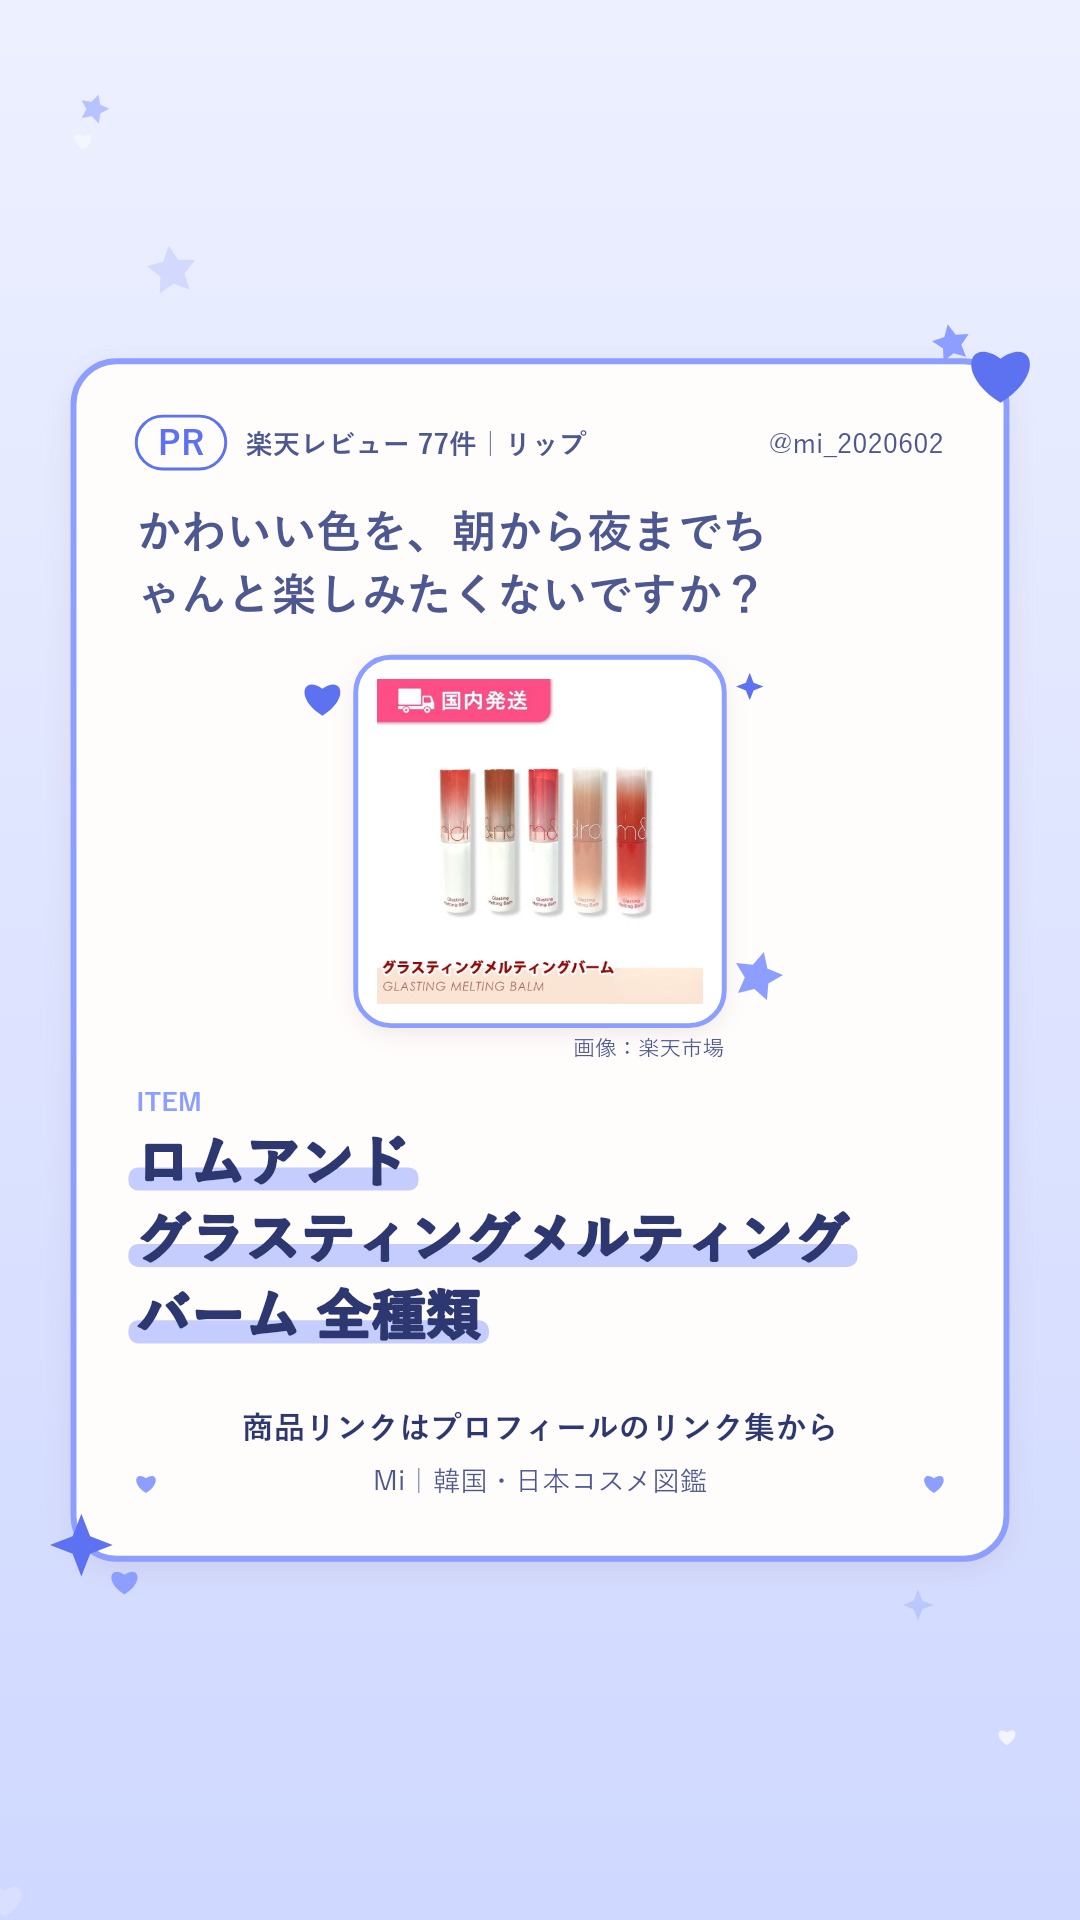 PR 楽天レビュー 77件｜リップ @mi_2020602
かわいい色を、朝から夜までち
ゃんと楽しみたくないですか？
国内発送
グラスティングメルティングバーム
GLASTING MELTING BALM
画像：楽天市場
ITEM
ロムアンド
グラスティングメルティング
バーム 全種類
商品リンクはプロフィールのリンク集から
Mi｜韓国・日本コスメ図鑑